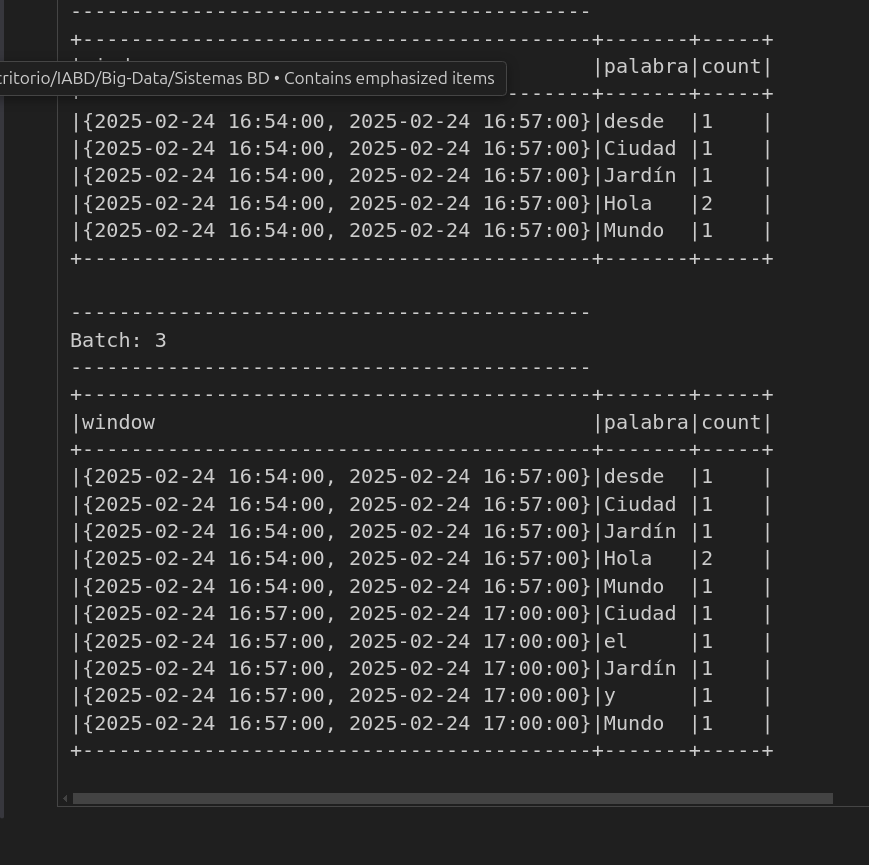 -------------------------------------------
+------------------------------------------+-------+-----+
|palabra|count|
critorio/IABD/Big-Data/Sistemas BD • Contains emphasized items
-------+-------+-----+
|{2025-02-24 16:54:00, 2025-02-24 16:57:00}|desde  |1    |
|{2025-02-24 16:54:00, 2025-02-24 16:57:00}|Ciudad |1    |
|{2025-02-24 16:54:00, 2025-02-24 16:57:00}|Jardín |1    |
|{2025-02-24 16:54:00, 2025-02-24 16:57:00}|Hola   |2    |
|{2025-02-24 16:54:00, 2025-02-24 16:57:00}|Mundo  |1    |
+------------------------------------------+-------+-----+
-------------------------------------------
Batch: 3
-------------------------------------------
+------------------------------------------+-------+-----+
|window                                    |palabra|count|
+------------------------------------------+-------+-----+
|{2025-02-24 16:54:00, 2025-02-24 16:57:00}|desde  |1    |
|{2025-02-24 16:54:00, 2025-02-24 16:57:00}|Ciudad |1    |
|{2025-02-24 16:54:00, 2025-02-24 16:57:00}|Jardín |1    |
|{2025-02-24 16:54:00, 2025-02-24 16:57:00}|Hola   |2    |
|{2025-02-24 16:54:00, 2025-02-24 16:57:00}|Mundo  |1    |
|{2025-02-24 16:57:00, 2025-02-24 17:00:00}|Ciudad |1    |
|{2025-02-24 16:57:00, 2025-02-24 17:00:00}|el     |1    |
|{2025-02-24 16:57:00, 2025-02-24 17:00:00}|Jardín |1    |
|{2025-02-24 16:57:00, 2025-02-24 17:00:00}|y      |1    |
|{2025-02-24 16:57:00, 2025-02-24 17:00:00}|Mundo  |1    |
+------------------------------------------+-------+-----+